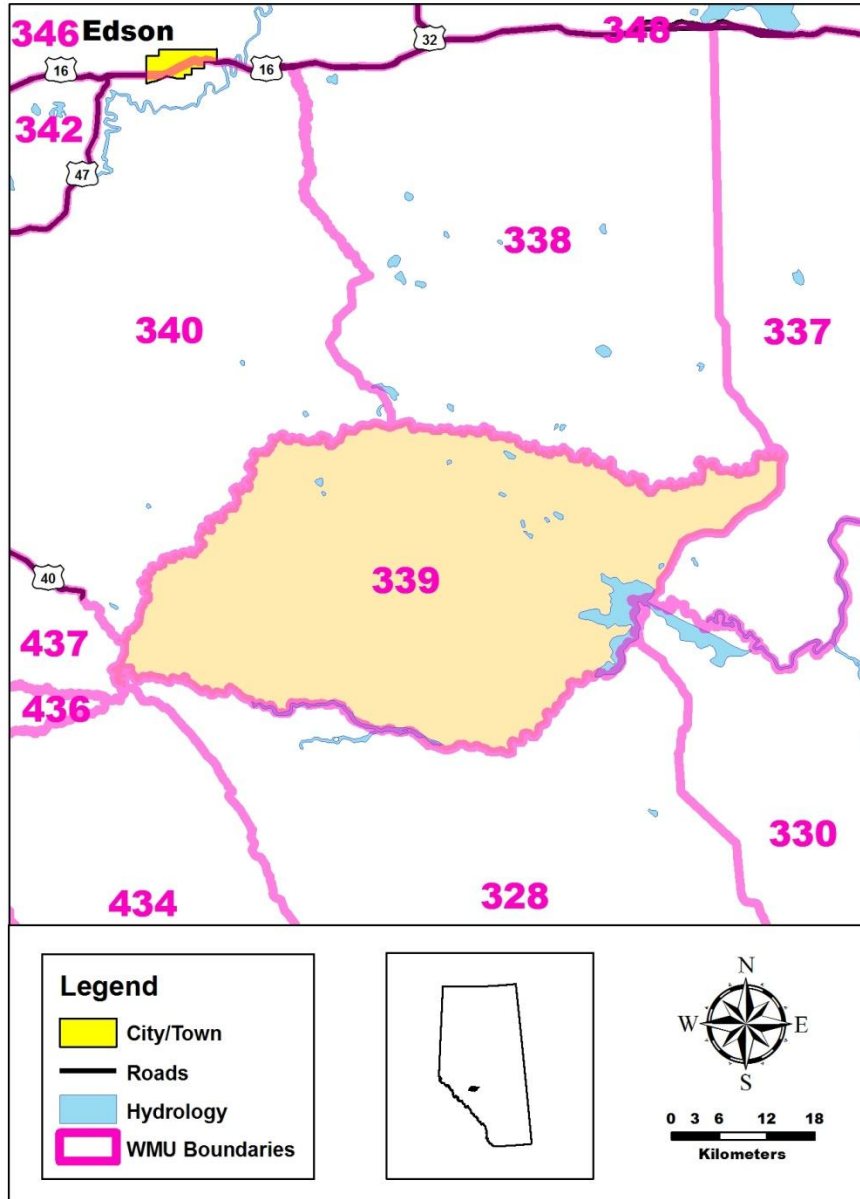 346 Edson
348
32
16
16
342
47
338
340
337
339
40
437
436
330
434
328
Legend
City/Town
Roads
Hydrology
WMU Boundaries
N
W E
S
0 3 6 12 18
Kilometers